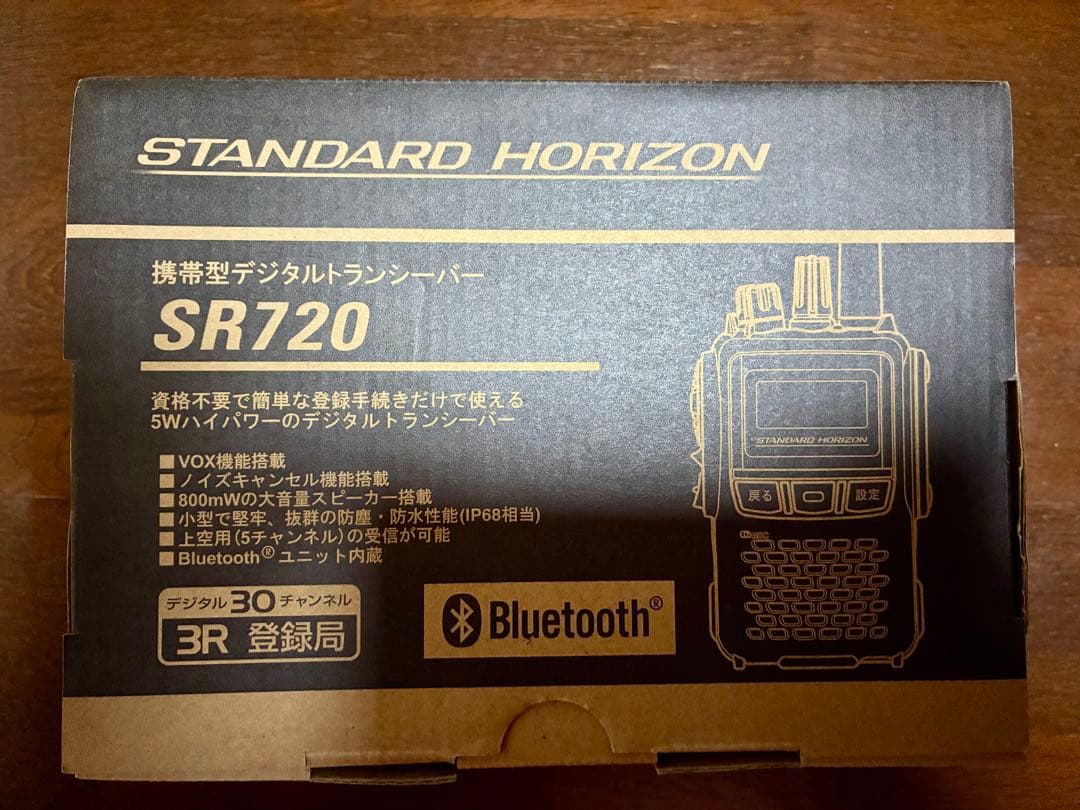 STANDARD HORIZON
携帯型デジタルトランシーバー
SR720
資格不要で簡単な登録手続きだけで使える
5Wハイパワーのデジタルトランシーバー
■VOX機能搭載
■ノイズキャンセル機能搭載
■800mWの大音量スピーカー搭載
■小型で堅牢、抜群の防塵・防水性能(IP68相当)
■上空用(5チャンネル)の受信が可能
■Bluetooth®ユニット内蔵
デジタル30チャンネル
3R 登録局
Bluetooth®
STANDARD HORIZON
戻る
設定
MIC